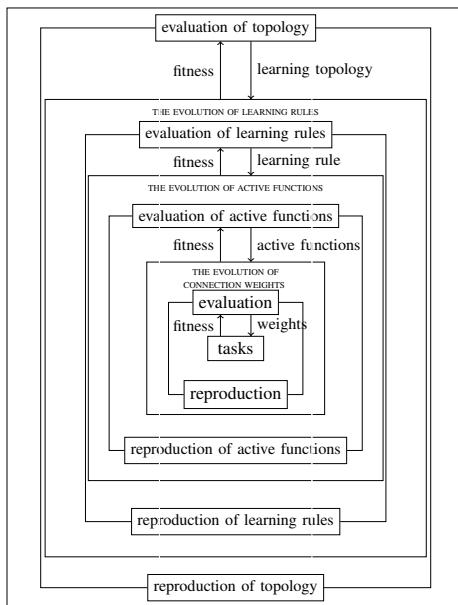 evaluation of topology
fitness
learning topology
THE EVOLUTION OF LEARNING RULES
evaluation of learning rules
fitness
learning rule
THE EVOLUTION OF ACTIVE FUNCTIONS
evaluation of active functions
fitness
active functions
THE EVOLUTION OF
CONNECTION WEIGHTS
evaluation
fitness
weights
tasks
reproduction
reproduction of active functions
reproduction of learning rules
reproduction of topology